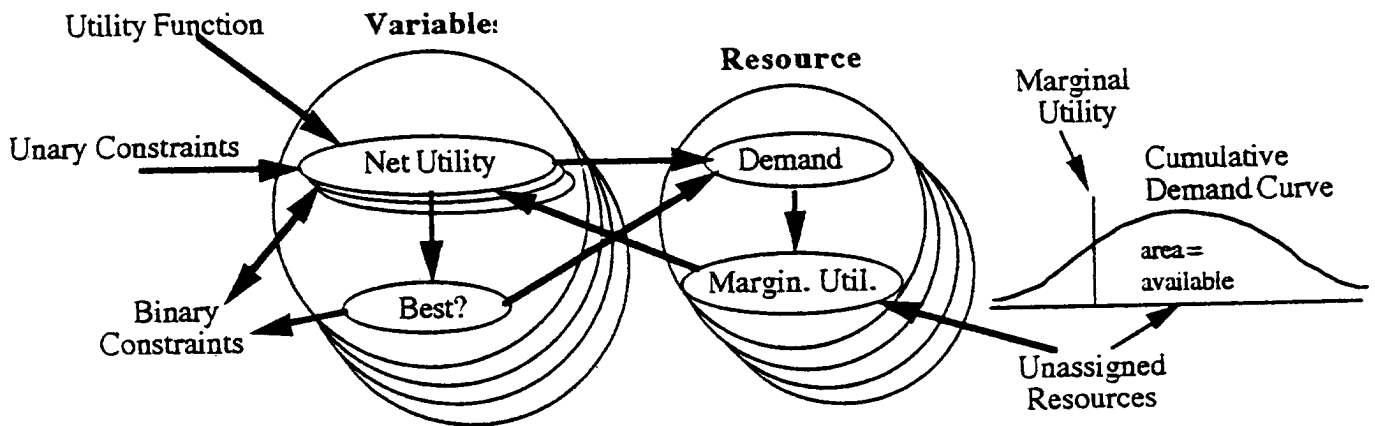 Utility Function
Variable:
Resource
Marginal
Utility
Unary Constraints
Net Utility
Demand
Cumulative
Demand Curve
area=
available
Margin. Util.
Best?
Binary
Constraints
Unassigned
Resources